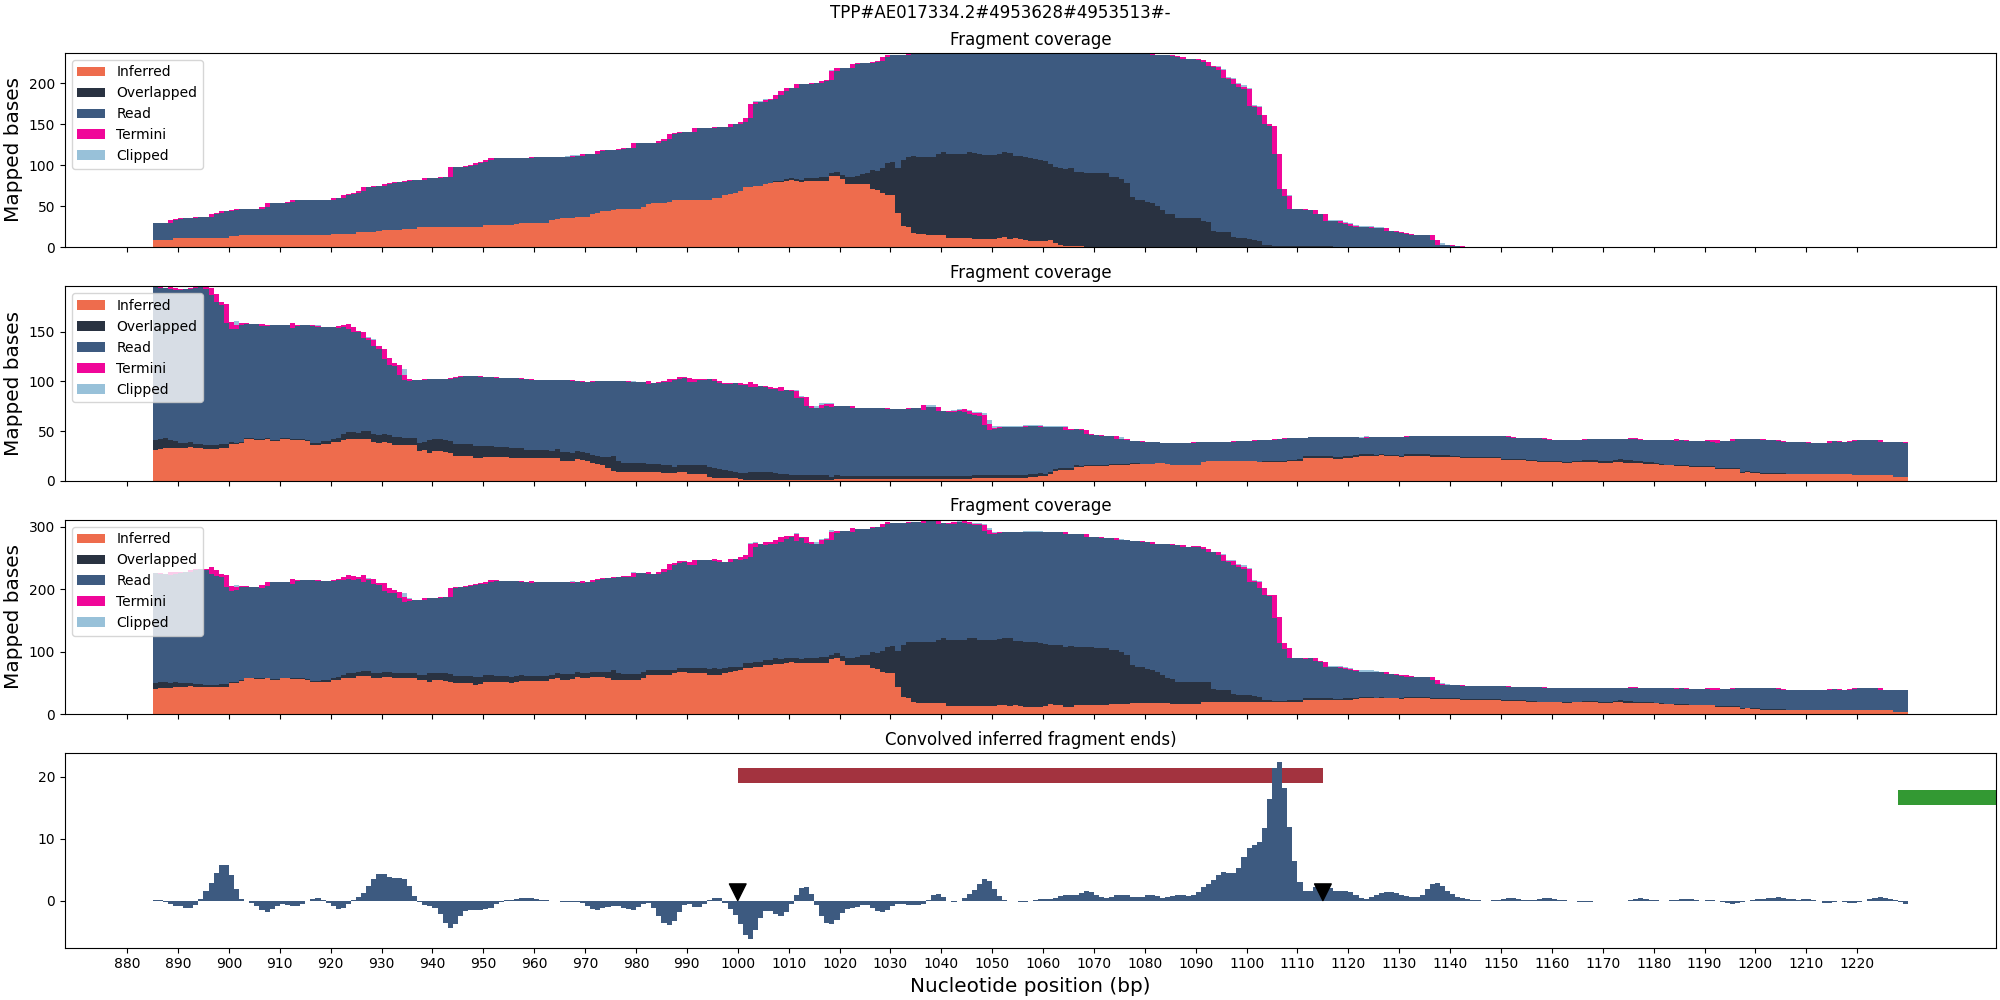 TPP#AE017334.2#4953628#4953513#-
Fragment coverage
Mapped bases
200
150
100
50
0
Inferred
Overlapped
Read
Termini
Clipped
Fragment coverage
Mapped bases
150
100
50
0
Inferred
Overlapped
Read
Termini
Clipped
Fragment coverage
Mapped bases
300
200
100
0
Inferred
Overlapped
Read
Termini
Clipped
Convolved inferred fragment ends)
20
10
0
880 890 900 910 920 930 940 950 960 970 980 990 1000 1010 1020 1030 1040 1050 1060 1070 1080 1090 1100 1110 1120 1130 1140 1150 1160 1170 1180 1190 1200 1210 1220
Nucleotide position (bp)